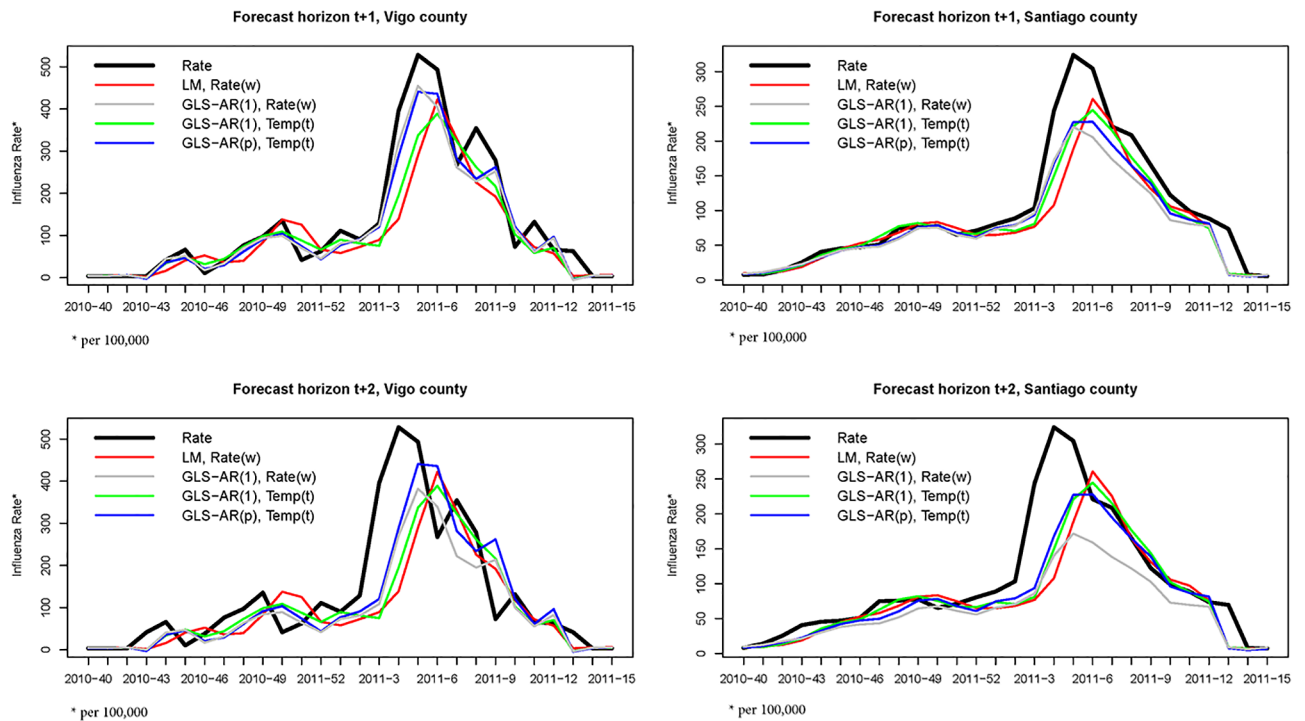 Forecast horizon t+1, Vigo county
Influenza Rate*
500
400
300
200
100
0
Rate
LM, Rate(w)
GLS−AR(1), Rate(w)
GLS−AR(1), Temp(t)
GLS−AR(p), Temp(t)
2010−40 2010−43 2010−46 2010−49 2011−52 2011−3 2011−6 2011−9 2011−12 2011−15
* per 100,000
Forecast horizon t+1, Santiago county
Influenza Rate*
300
250
200
150
100
50
0
Rate
LM, Rate(w)
GLS−AR(1), Rate(w)
GLS−AR(1), Temp(t)
GLS−AR(p), Temp(t)
2010−40 2010−43 2010−46 2010−49 2011−52 2011−3 2011−6 2011−9 2011−12 2011−15
* per 100,000
Forecast horizon t+2, Vigo county
Influenza Rate*
500
400
300
200
100
0
Rate
LM, Rate(w)
GLS−AR(1), Rate(w)
GLS−AR(1), Temp(t)
GLS−AR(p), Temp(t)
2010−40 2010−43 2010−46 2010−49 2011−52 2011−3 2011−6 2011−9 2011−12 2011−15
* per 100,000
Forecast horizon t+2, Santiago county
Influenza Rate*
300
250
200
150
100
50
0
Rate
LM, Rate(w)
GLS−AR(1), Rate(w)
GLS−AR(1), Temp(t)
GLS−AR(p), Temp(t)
2010−40 2010−43 2010−46 2010−49 2011−52 2011−3 2011−6 2011−9 2011−12 2011−15
* per 100,000